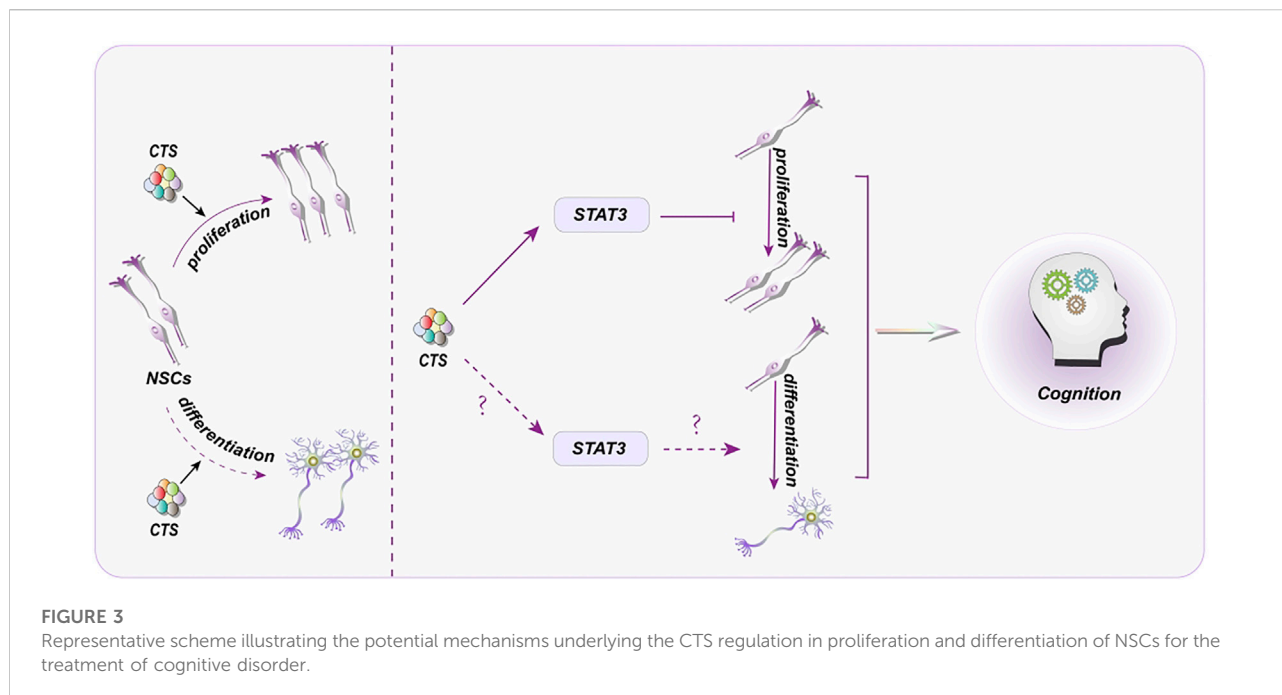 CTS
proliferation
NSCs
differentiation
CTS
CTS
STAT3
proliferation
?
STAT3
?
differentiation
Cognition
FIGURE 3
Representative scheme illustrating the potential mechanisms underlying the CTS regulation in proliferation and differentiation of NSCs for the
treatment of cognitive disorder.